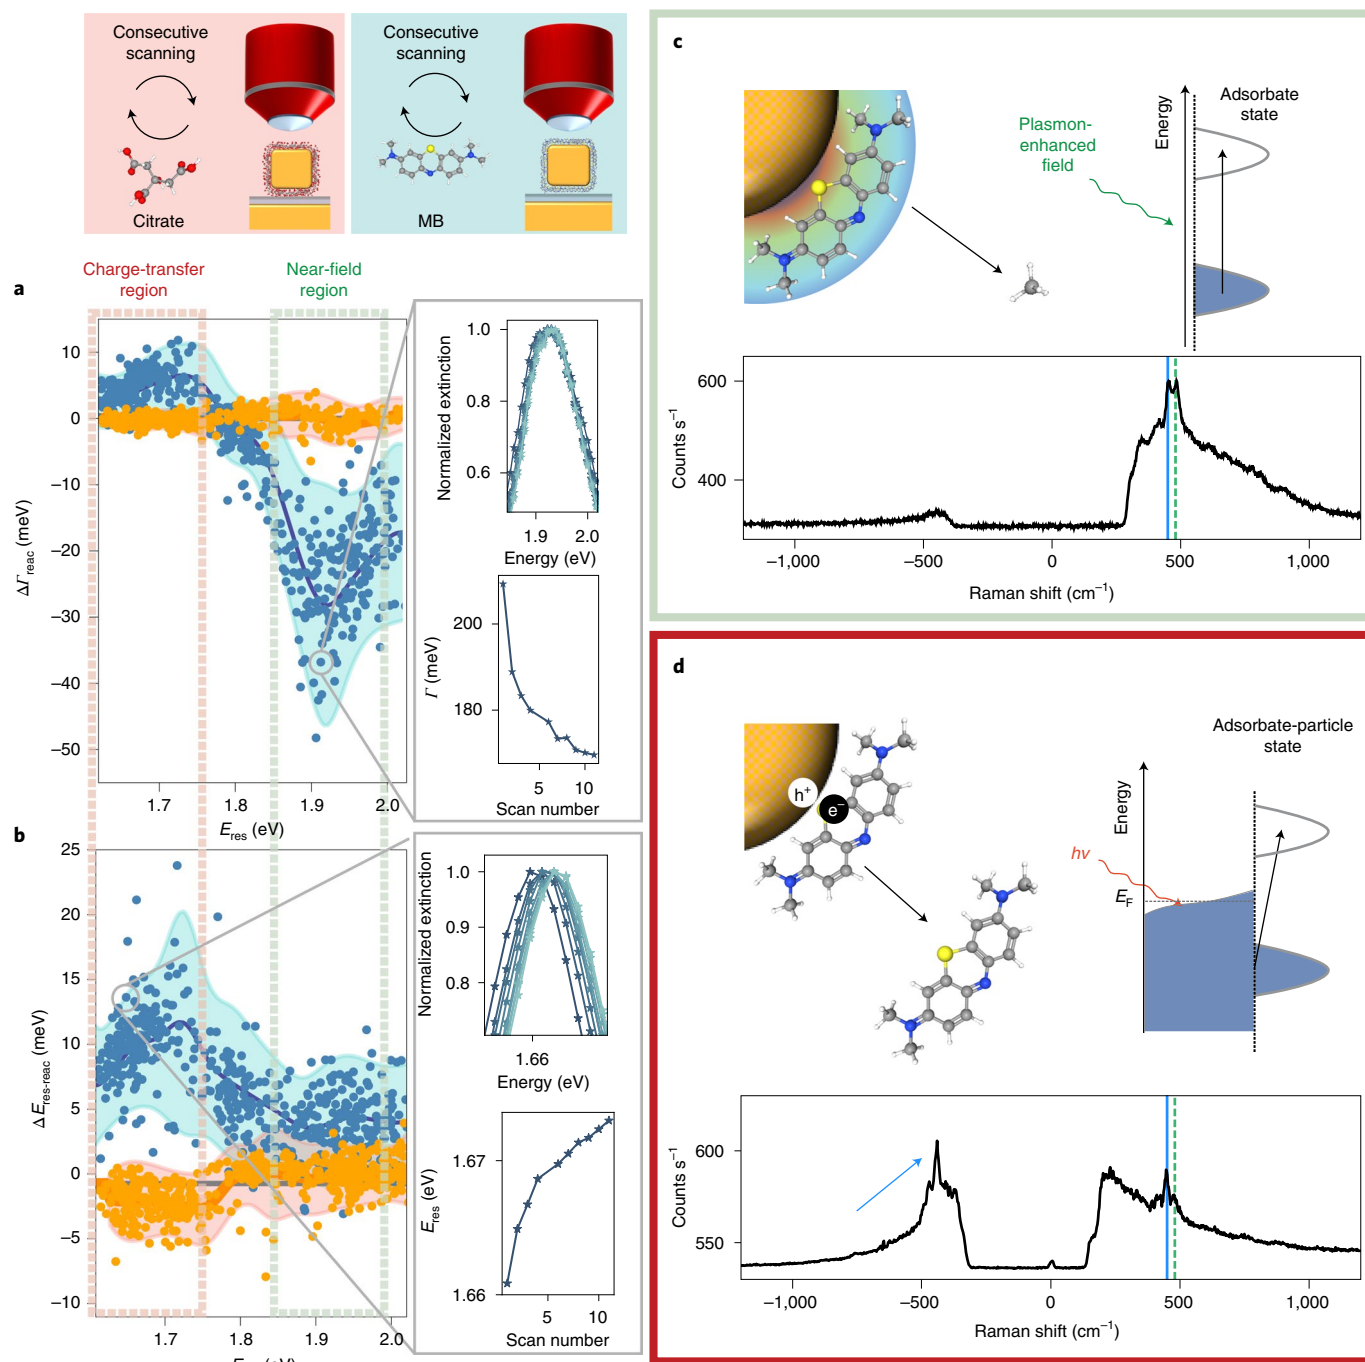 Consecutive
scanning
Citrate
Consecutive
scanning
MB
Charge-transfer
region
Near-field
region
a
10
0
−10
−20
−30
−40
−50
ΔΓreac (meV)
1.7
1.8
1.9
2.0
Eres (eV)
1.0
0.8
0.6
Normalized extinction
1.9
2.0
Energy (eV)
200
180
Γ (meV)
5
10
Scan number
b
25
20
15
10
5
0
−5
−10
ΔEres-reac (meV)
1.7
1.8
1.9
2.0
1.0
0.9
0.8
Normalized extinction
1.66
Energy (eV)
1.67
1.66
Eres (eV)
5
10
Scan number
c
Plasmon-
enhanced
field
Energy
Adsorbate
state
600
400
Counts s⁻¹
−1,000
−500
0
500
1,000
Raman shift (cm⁻¹)
d
h⁺
e⁻
Adsorbate-particle
state
Energy
hν
EF
600
550
Counts s⁻¹
−1,000
−500
0
500
1,000
Raman shift (cm⁻¹)